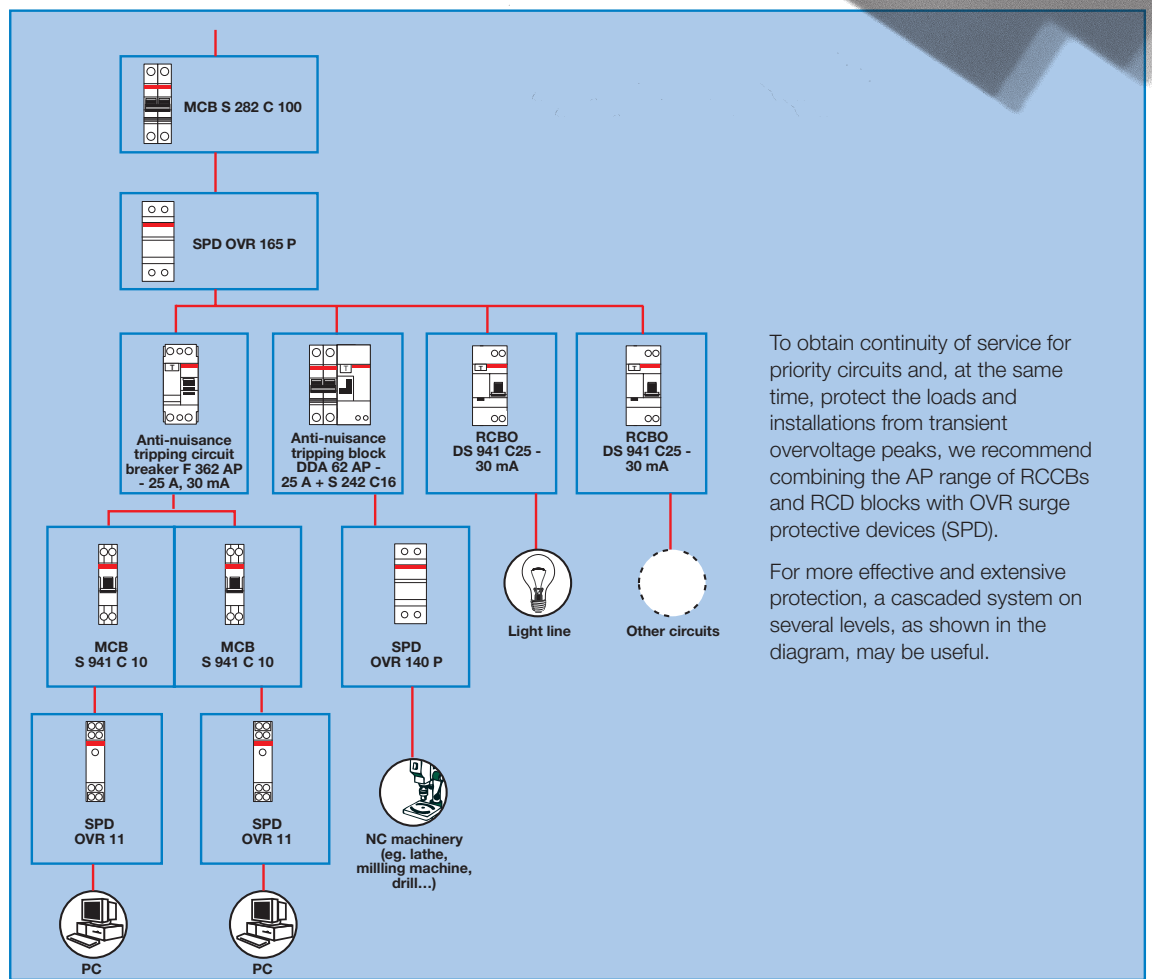 MCB S 282 C 100
SPD OVR 165 P
Anti-nuisance
tripping circuit
breaker F 362 AP
- 25 A, 30 mA
Anti-nuisance
tripping block
DDA 62 AP -
25 A + S 242 C16
RCBO
DS 941 C25 -
30 mA
RCBO
DS 941 C25 -
30 mA
MCB
S 941 C 10
MCB
S 941 C 10
SPD
OVR 140 P
Light line
Other circuits
SPD
OVR 11
SPD
OVR 11
NC machinery
(eg. lathe,
millling machine,
drill...)
PC
PC
To obtain continuity of service for
priority circuits and, at the same
time, protect the loads and
installations from transient
overvoltage peaks, we recommend
combining the AP range of RCCBs
and RCD blocks with OVR surge
protective devices (SPD).
For more effective and extensive
protection, a cascaded system on
several levels, as shown in the
diagram, may be useful.